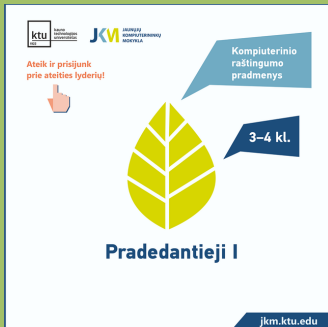 ktu
1922
kauno
technologijos
universitetas
JKM
JAUNŲJŲ
KOMPIUTERININKŲ
MOKYKLA
Ateik ir prisijunk
prie ateities lyderių!
Kompiuterinio
raštingumo
pradmenys
3–4 kl.
Pradedantieji I
jkm.ktu.edu